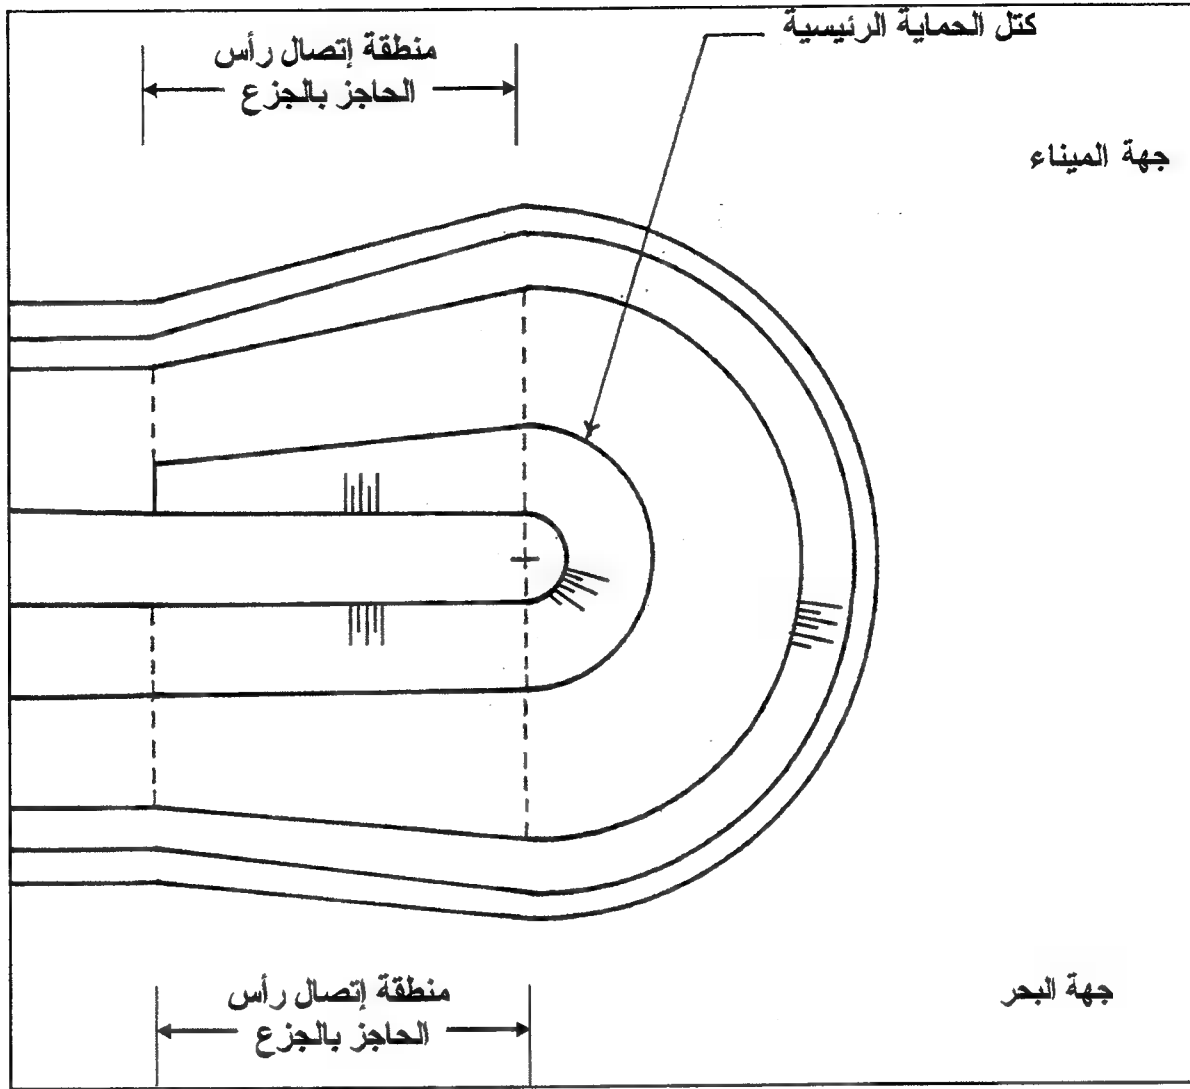 كتل الحماية الرئيسية
منطقة إتصال رأس
الحاجز بالجزع
جهة الميناء
جهة البحر
منطقة إتصال رأس
الحاجز بالجزع